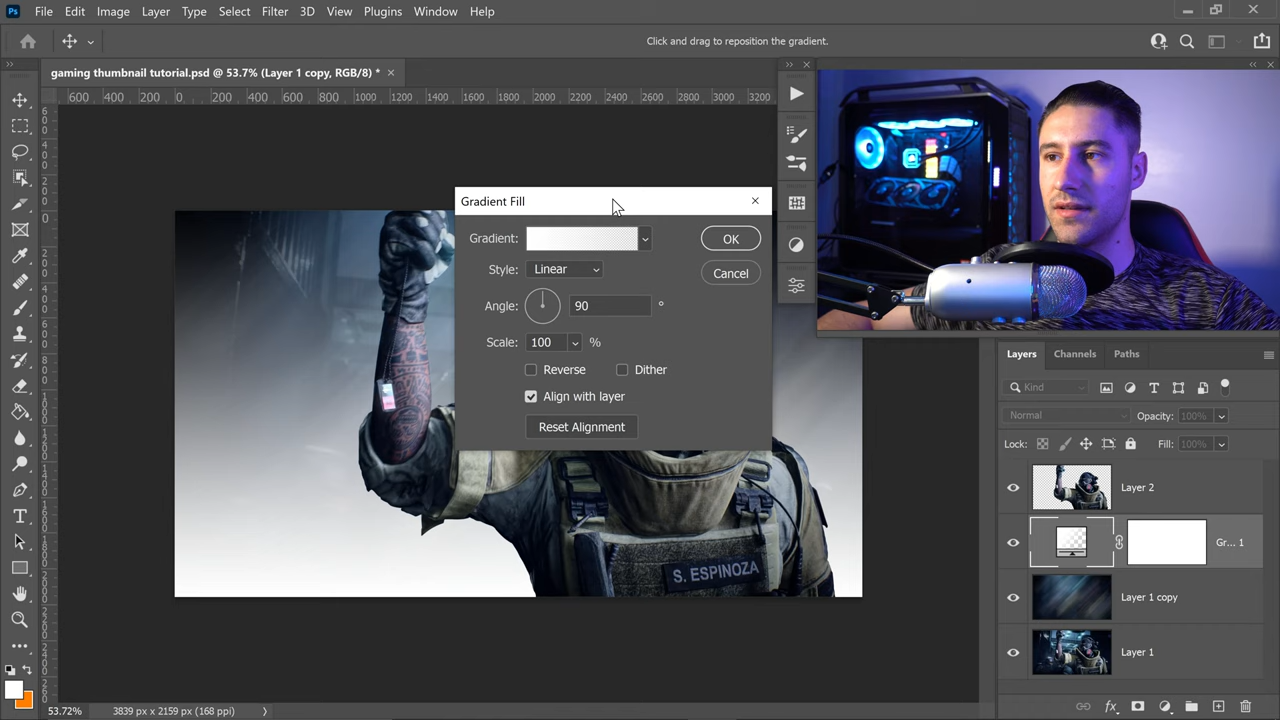 Ps File Edit Image Layer Type Select Filter 3D View Plugins Window Help
Click and drag to reposition the gradient.
gaming thumbnail tutorial.psd @ 53.7% (Layer 1 copy, RGB/8) *
600 400 200 0 200 400 600 800 1000 1200 1400 1600 1800 2000 2200 2400 2600 2800 3000 3200
Gradient Fill
Gradient:
OK
Style: Linear
Cancel
Angle: 90 °
Scale: 100 %
Reverse Dither
Align with layer
Reset Alignment
S. ESPINOZA
Layers Channels Paths
Kind
Normal Opacity: 100%
Lock: Fill: 100%
Layer 2
Gr... 1
Layer 1 copy
Layer 1
53.72% 3839 px x 2159 px (168 ppi)